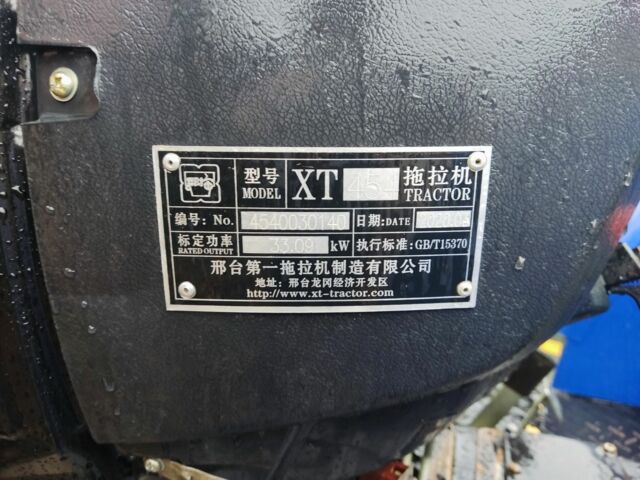 型号 MODEL XT 454 拖拉机 TRACTOR
编号: No. 4540030140 日期: DATE
标定功率 RATED OUTPUT 33.09 kW 执行标准: GB/T15370
邢台第一拖拉机制造有限公司
地址: 邢台龙冈经济开发区
http://www.xt-tractor.com